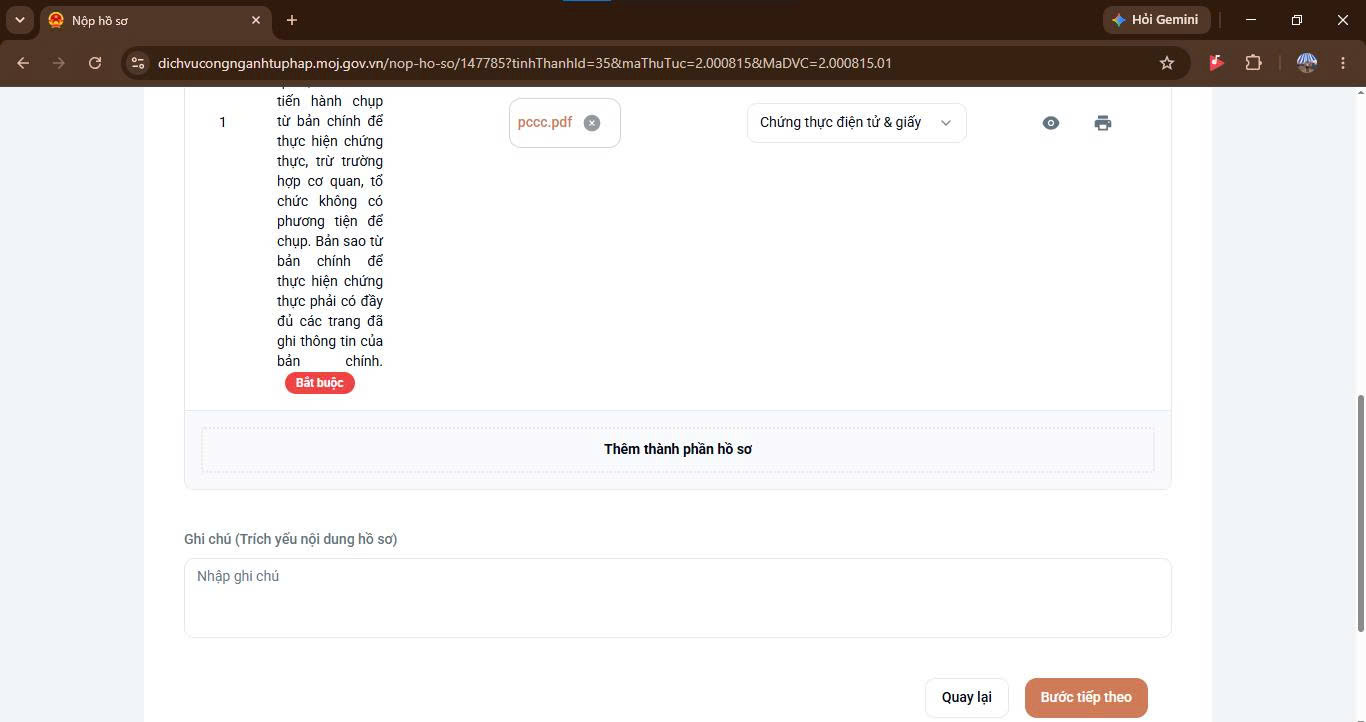 Nộp hồ sơ
Hỏi Gemini
dichvucongnganhtuphap.moj.gov.vn/nop-ho-so/147785?tinhThanhId=35&maThuTuc=2.000815&MaDVC=2.000815.01
tiến hành chụp
1
từ bản chính để
pccc.pdf
Chứng thực điện tử & giấy
thực hiện chứng
thực, trừ trường
hợp cơ quan, tổ
chức không có
phương tiện để
chụp. Bản sao từ
bản chính để
thực hiện chứng
thực phải có đầy
đủ các trang đã
ghi thông tin của
bản chính.
Bắt buộc
Thêm thành phần hồ sơ
Ghi chú (Trích yếu nội dung hồ sơ)
Nhập ghi chú
Quay lại
Bước tiếp theo